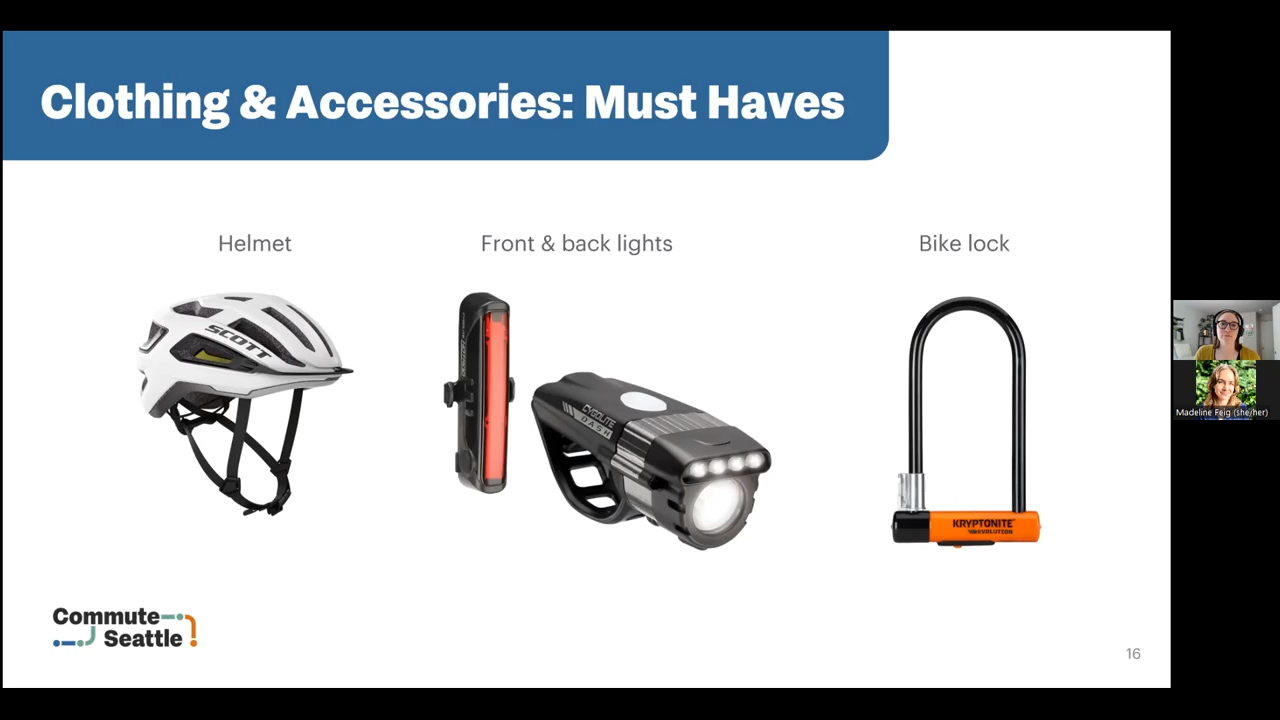 Clothing & Accessories: Must Haves
Helmet
Front & back lights
Bike lock
SCOTT
CYGOLITE
DASH
KRYPTONITE
EVOLUTION
Commute
Seattle
16
Madeline Feig (she/her)